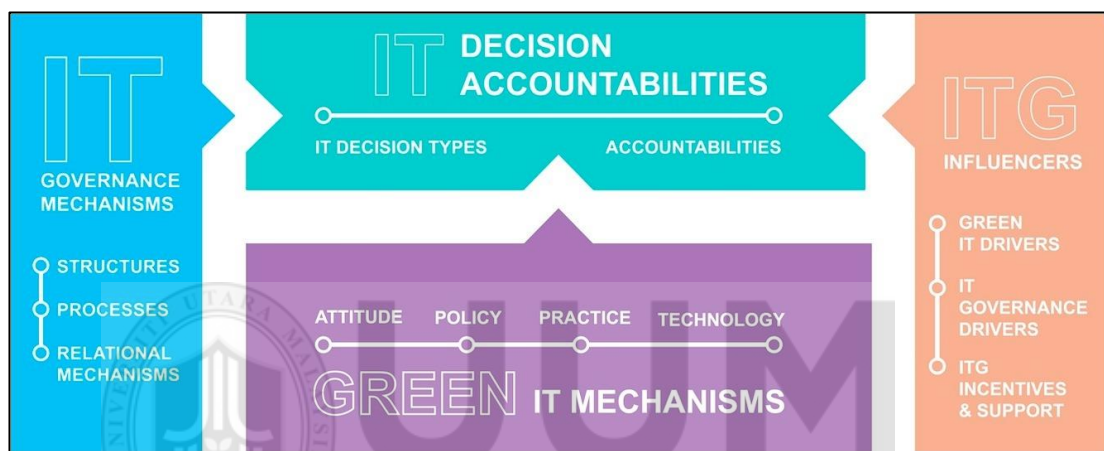 IT
GOVERNANCE
MECHANISMS
STRUCTURES
PROCESSES
RELATIONAL
MECHANISMS
IT DECISION
ACCOUNTABILITIES
IT DECISION TYPES
ACCOUNTABILITIES
ATTITUDE
POLICY
PRACTICE
TECHNOLOGY
GREEN IT MECHANISMS
ITG
INFLUENCERS
GREEN
IT DRIVERS
IT
GOVERNANCE
DRIVERS
ITG
INCENTIVES
& SUPPORT
UUM